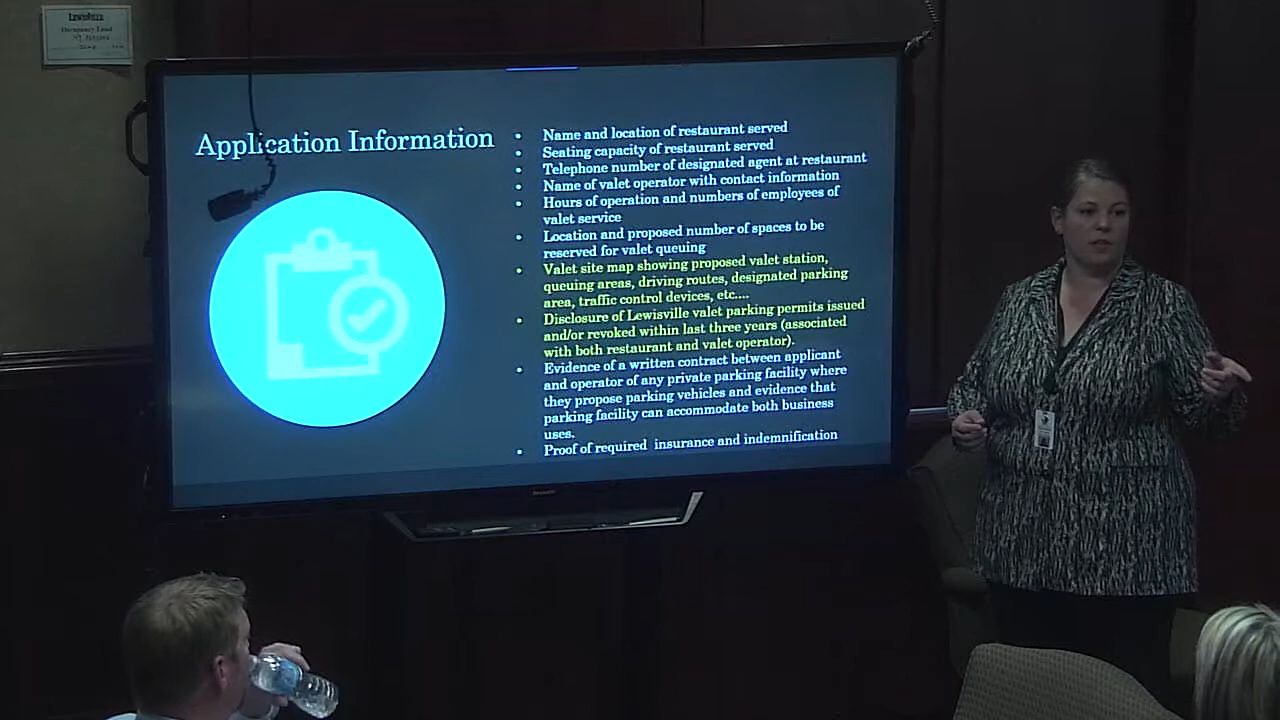 LEWISVILLE
Occupancy Load
Application Information
• Name and location of restaurant served
• Seating capacity of restaurant served
• Telephone number of designated agent at restaurant
• Name of valet operator with contact information
• Hours of operation and numbers of employees of
valet service
• Location and proposed number of spaces to be
reserved for valet queuing
• Valet site map showing proposed valet station,
queuing areas, driving routes, designated parking
area, traffic control devices, etc....
• Disclosure of Lewisville valet parking permits issued
and/or revoked within last three years (associated
with both restaurant and valet operator).
• Evidence of a written contract between applicant
and operator of any private parking facility where
they propose parking vehicles and evidence that
parking facility can accommodate both business
uses.
• Proof of required insurance and indemnification
SHARP